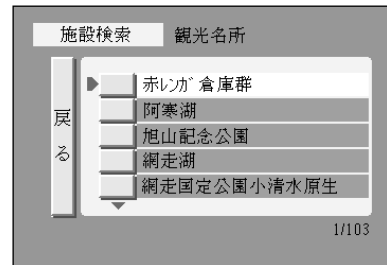 施設検索 観光名所
戻る
赤ﾚﾝｶﾞ倉庫群
阿寒湖
旭山記念公園
網走湖
網走国定公園小清水原生
1/103